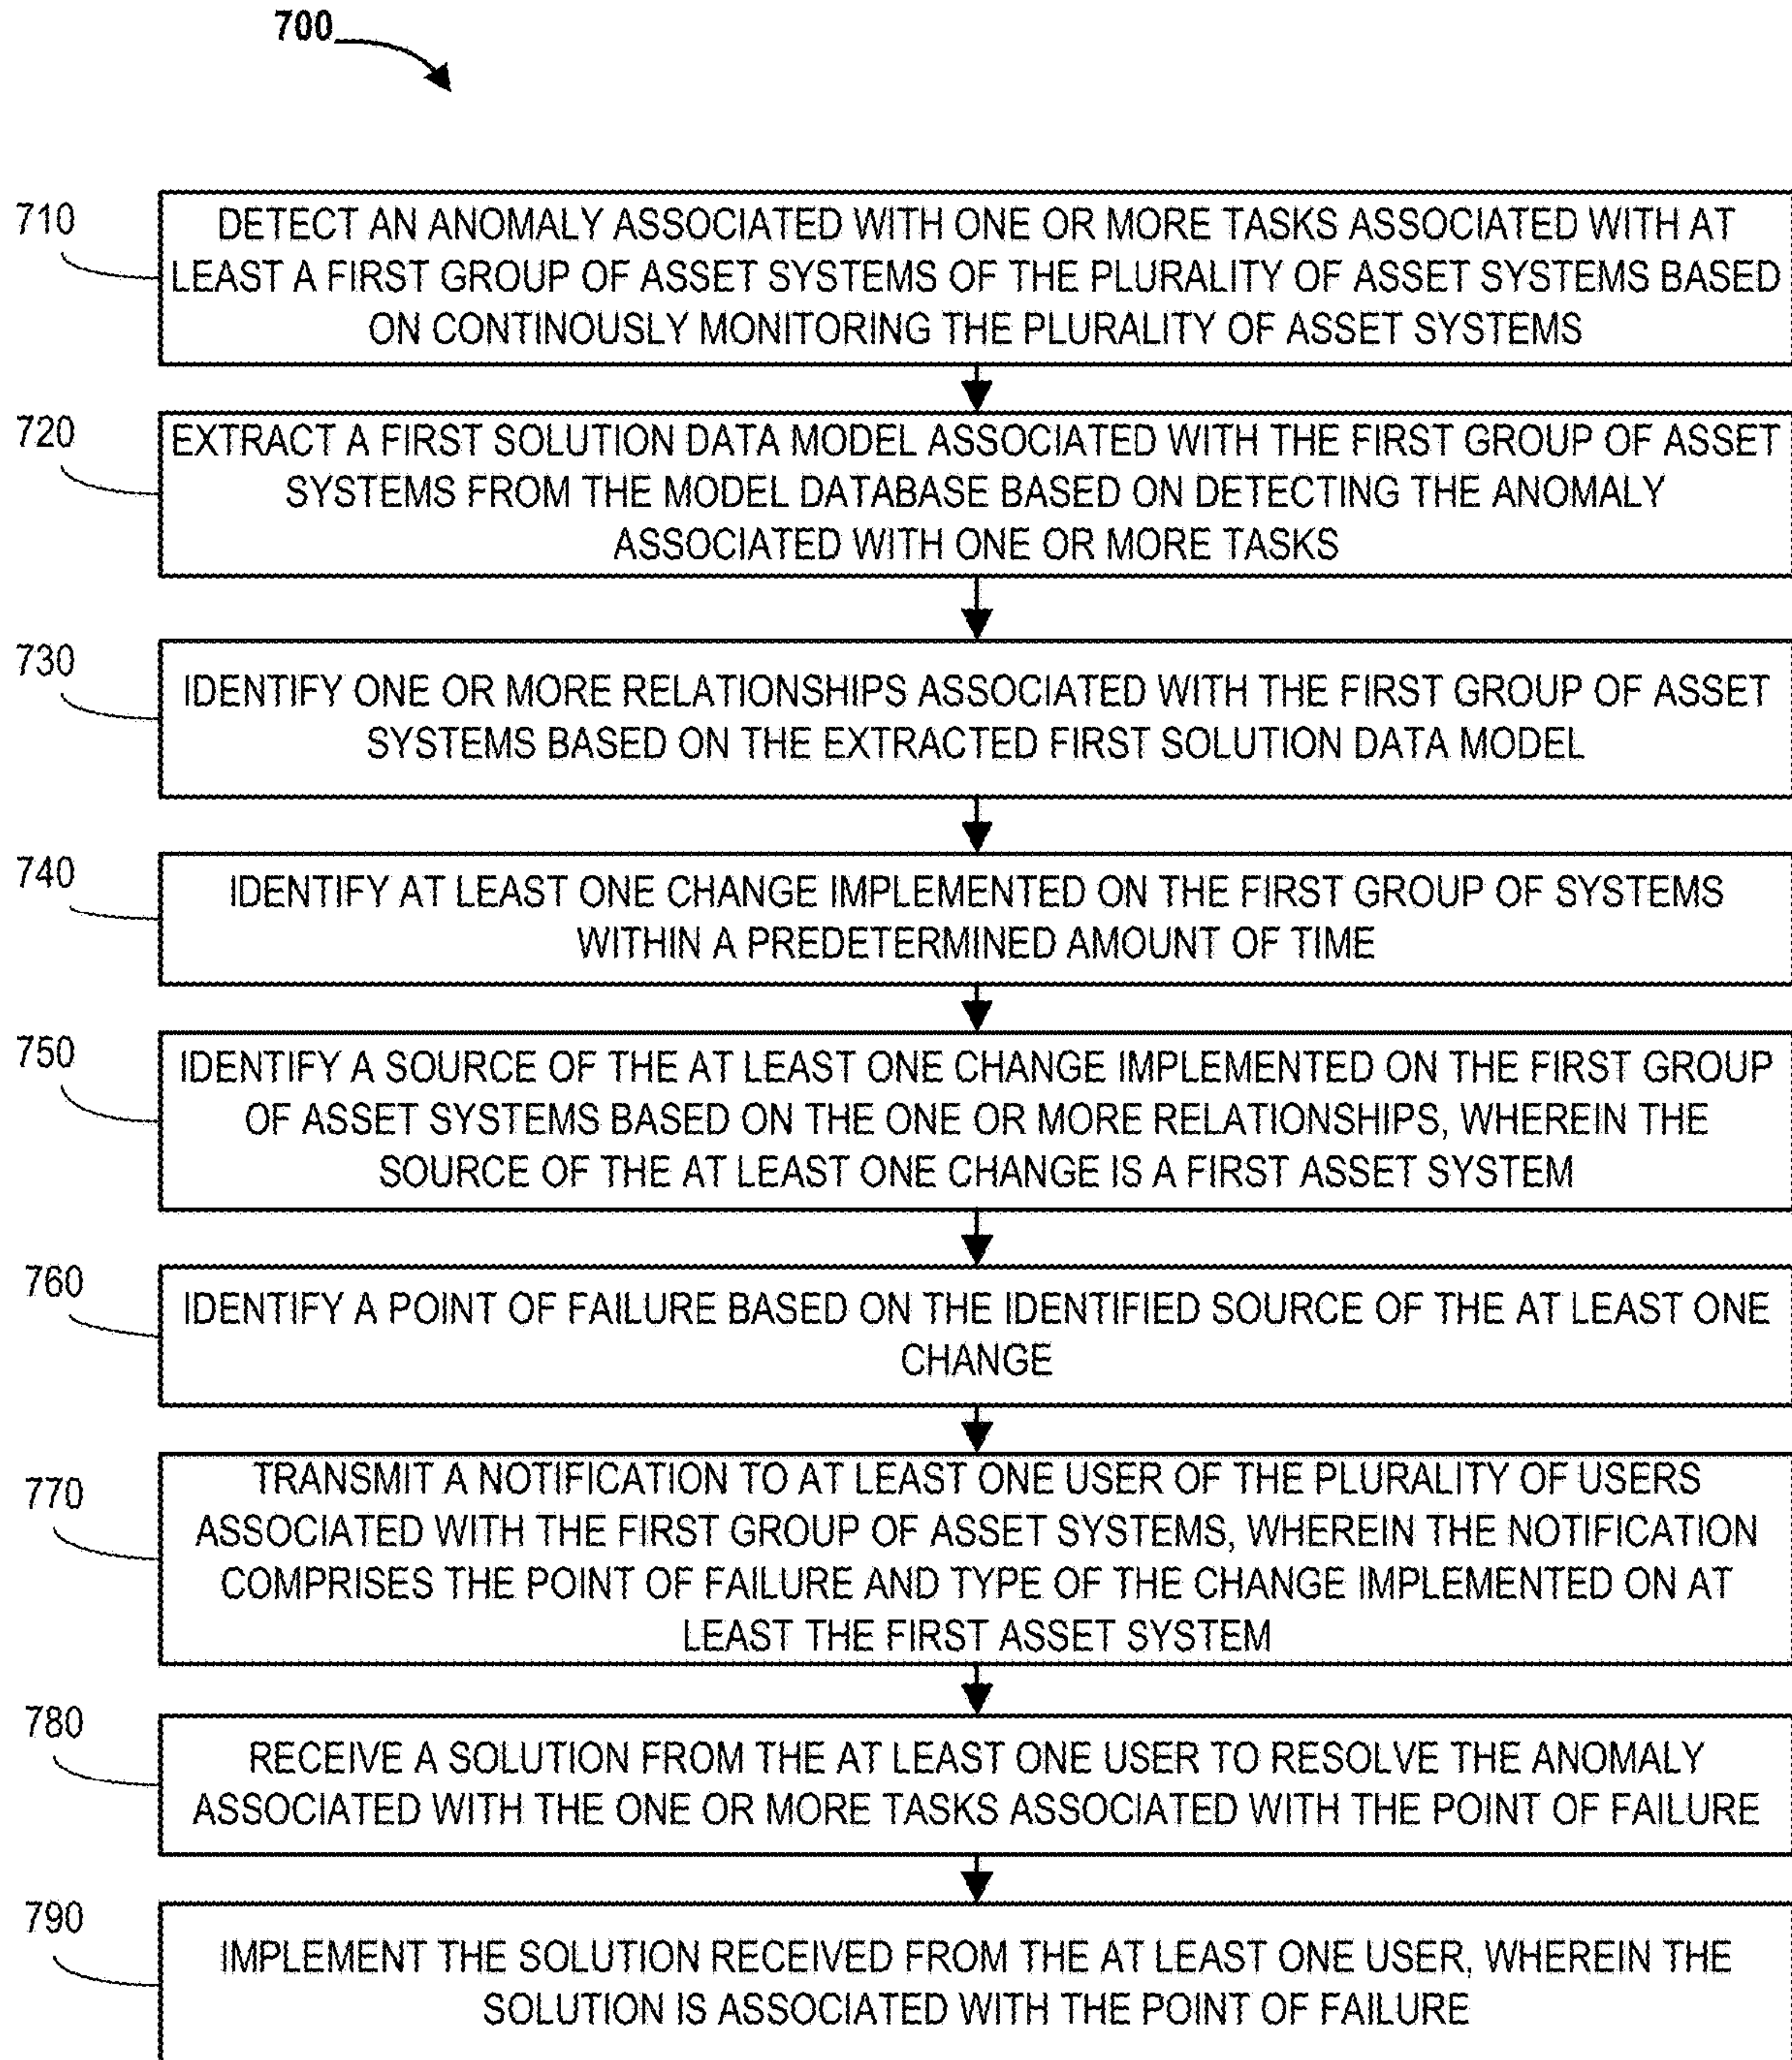 700
710
DETECT AN ANOMALY ASSOCIATED WITH ONE OR MORE TASKS ASSOCIATED WITH AT
LEAST A FIRST GROUP OF ASSET SYSTEMS OF THE PLURALITY OF ASSET SYSTEMS BASED
ON CONTINOUSLY MONITORING THE PLURALITY OF ASSET SYSTEMS
720
EXTRACT A FIRST SOLUTION DATA MODEL ASSOCIATED WITH THE FIRST GROUP OF ASSET
SYSTEMS FROM THE MODEL DATABASE BASED ON DETECTING THE ANOMALY
ASSOCIATED WITH ONE OR MORE TASKS
730
IDENTIFY ONE OR MORE RELATIONSHIPS ASSOCIATED WITH THE FIRST GROUP OF ASSET
SYSTEMS BASED ON THE EXTRACTED FIRST SOLUTION DATA MODEL
740
IDENTIFY AT LEAST ONE CHANGE IMPLEMENTED ON THE FIRST GROUP OF SYSTEMS
WITHIN A PREDETERMINED AMOUNT OF TIME
750
IDENTIFY A SOURCE OF THE AT LEAST ONE CHANGE IMPLEMENTED ON THE FIRST GROUP
OF ASSET SYSTEMS BASED ON THE ONE OR MORE RELATIONSHIPS, WHEREIN THE
SOURCE OF THE AT LEAST ONE CHANGE IS A FIRST ASSET SYSTEM
760
IDENTIFY A POINT OF FAILURE BASED ON THE IDENTIFIED SOURCE OF THE AT LEAST ONE
CHANGE
770
TRANSMIT A NOTIFICATION TO AT LEAST ONE USER OF THE PLURALITY OF USERS
ASSOCIATED WITH THE FIRST GROUP OF ASSET SYSTEMS, WHEREIN THE NOTIFICATION
COMPRISES THE POINT OF FAILURE AND TYPE OF THE CHANGE IMPLEMENTED ON AT
LEAST THE FIRST ASSET SYSTEM
780
RECEIVE A SOLUTION FROM THE AT LEAST ONE USER TO RESOLVE THE ANOMALY
ASSOCIATED WITH THE ONE OR MORE TASKS ASSOCIATED WITH THE POINT OF FAILURE
790
IMPLEMENT THE SOLUTION RECEIVED FROM THE AT LEAST ONE USER, WHEREIN THE
SOLUTION IS ASSOCIATED WITH THE POINT OF FAILURE